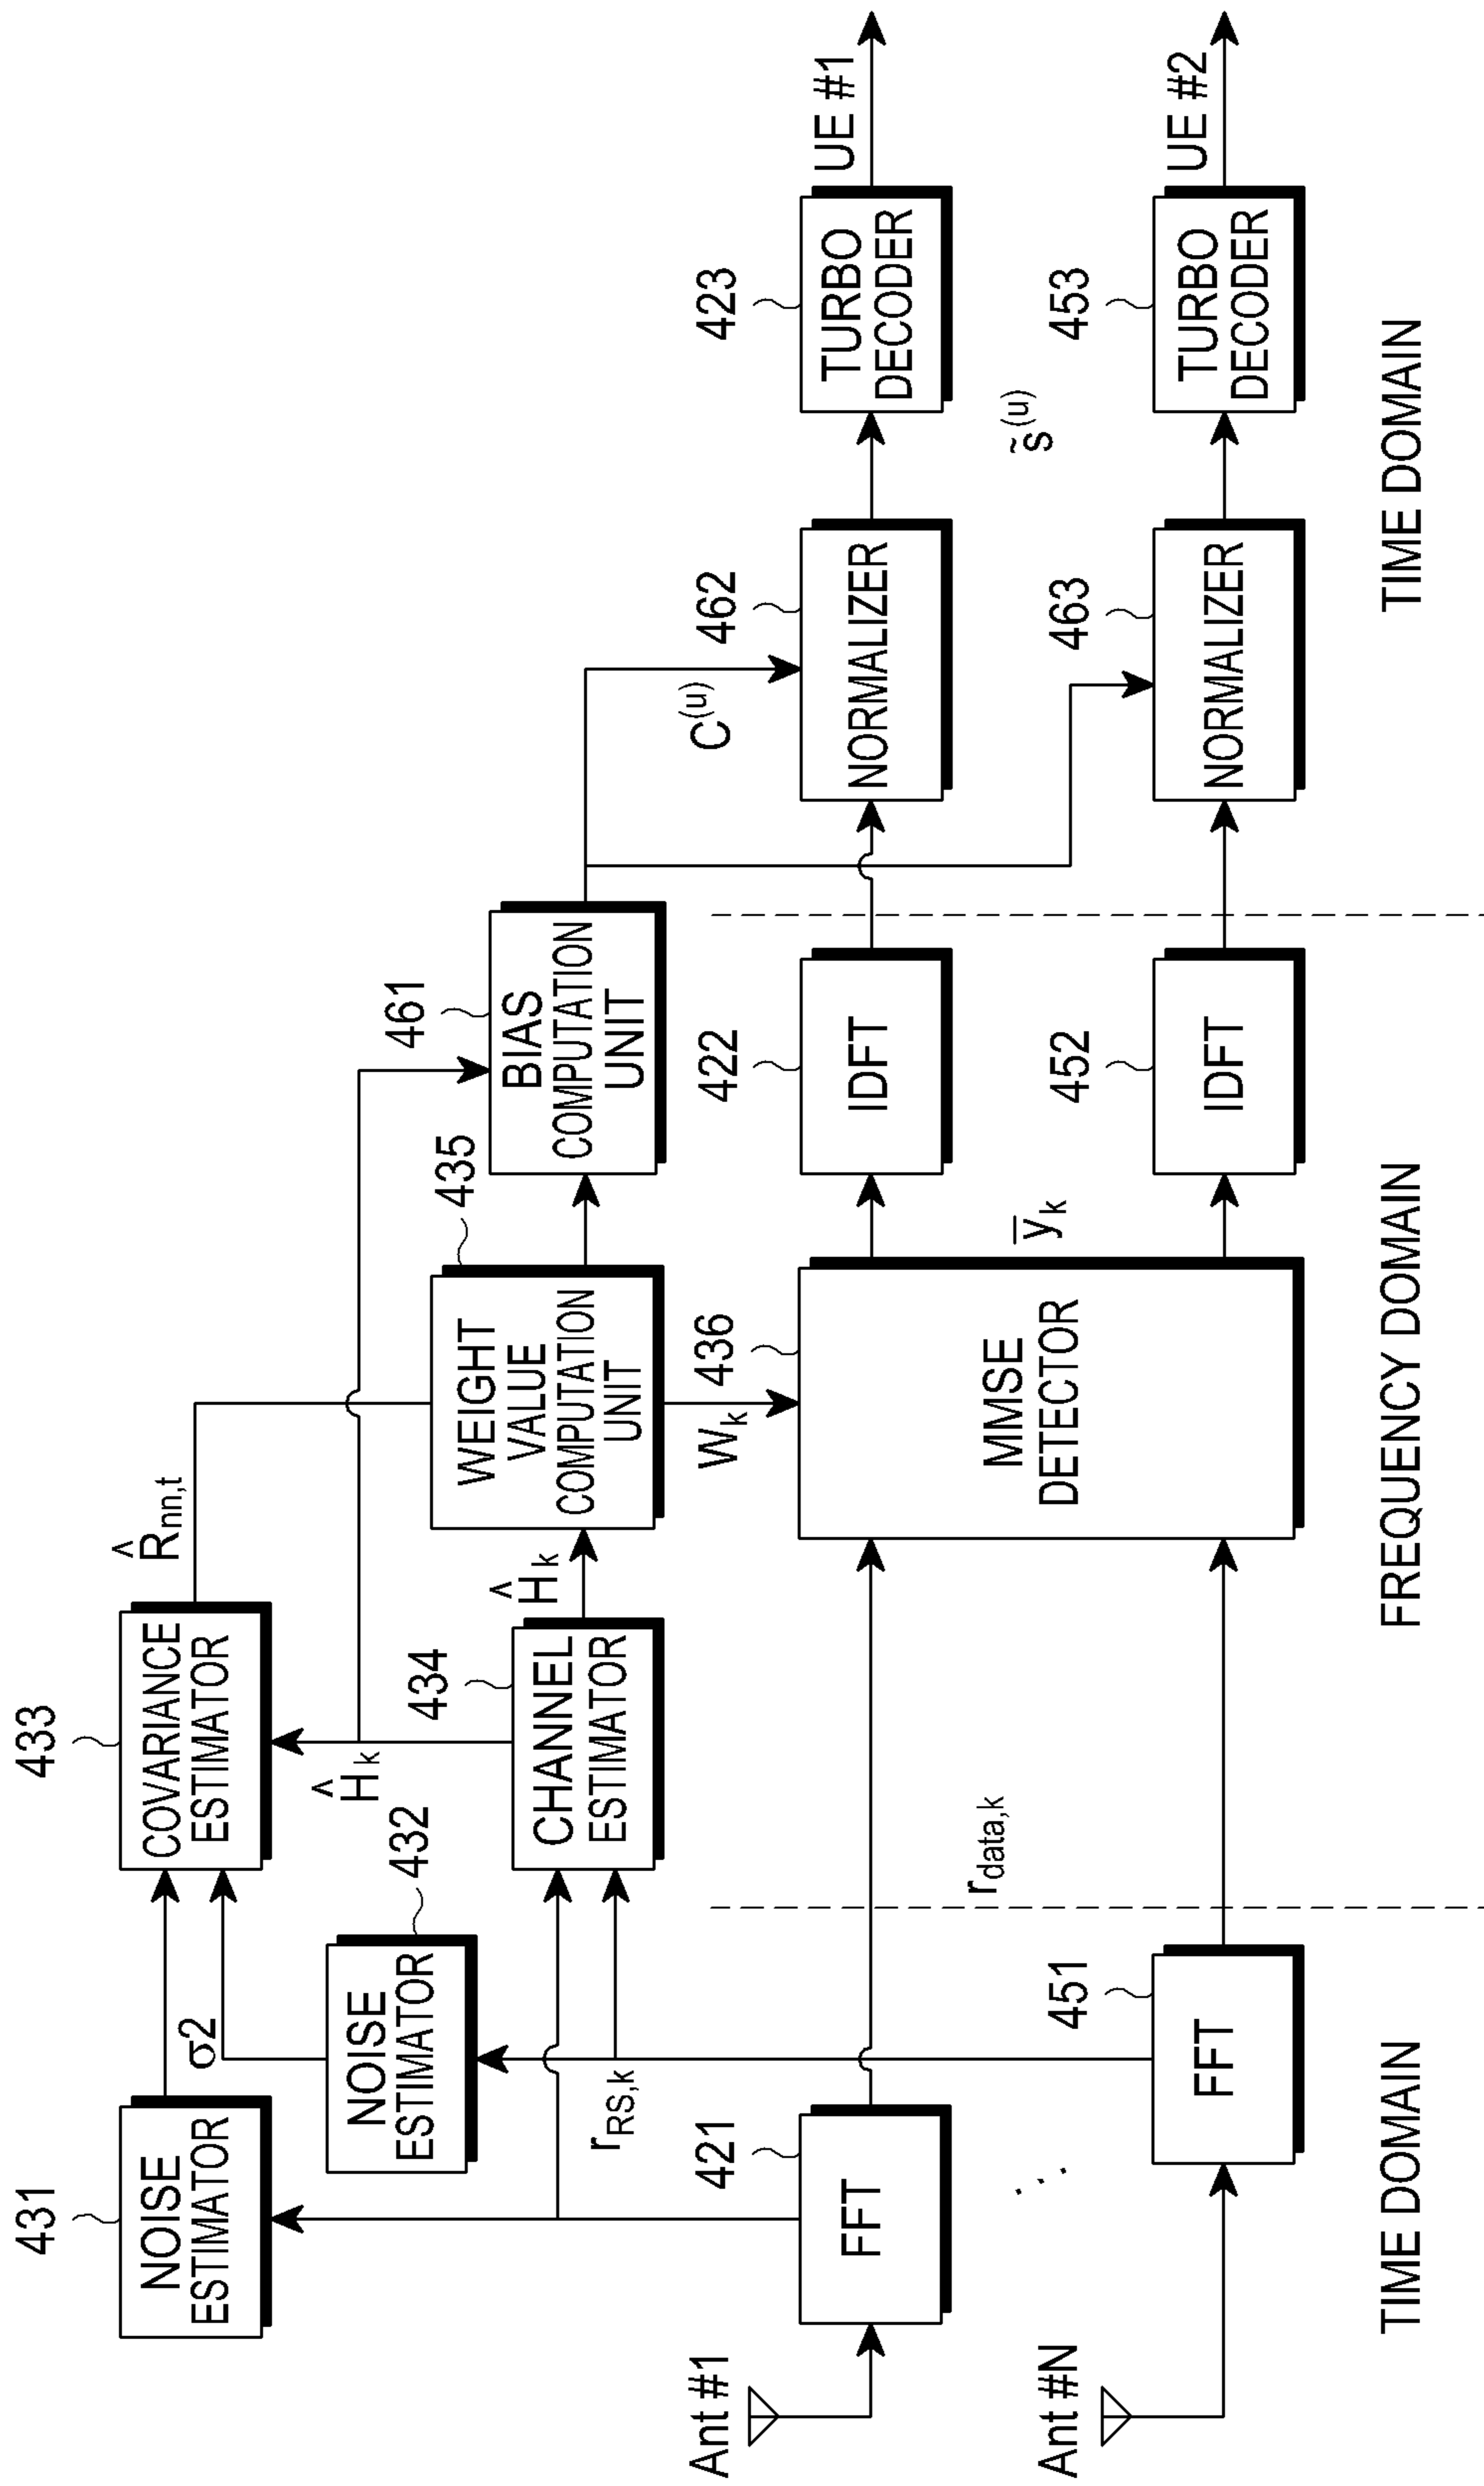 431
NOISE
ESTIMATOR
σ2
432
NOISE
ESTIMATOR
433
COVARIANCE
ESTIMATOR
R̂nn,t
Ĥk
434
CHANNEL
ESTIMATOR
Ĥk
rRS,k
435
WEIGHT
VALUE
COMPUTATION
UNIT
461
BIAS
COMPUTATION
UNIT
C(u)
Wk
Ant #1
421
FFT
436
MMSE
DETECTOR
422
IDFT
462
NORMALIZER
423
TURBO
DECODER
UE #1
. . .
rdata,k
ȳk
s̃(u)
Ant #N
451
FFT
452
IDFT
463
NORMALIZER
453
TURBO
DECODER
UE #2
TIME DOMAIN
FREQUENCY DOMAIN
TIME DOMAIN